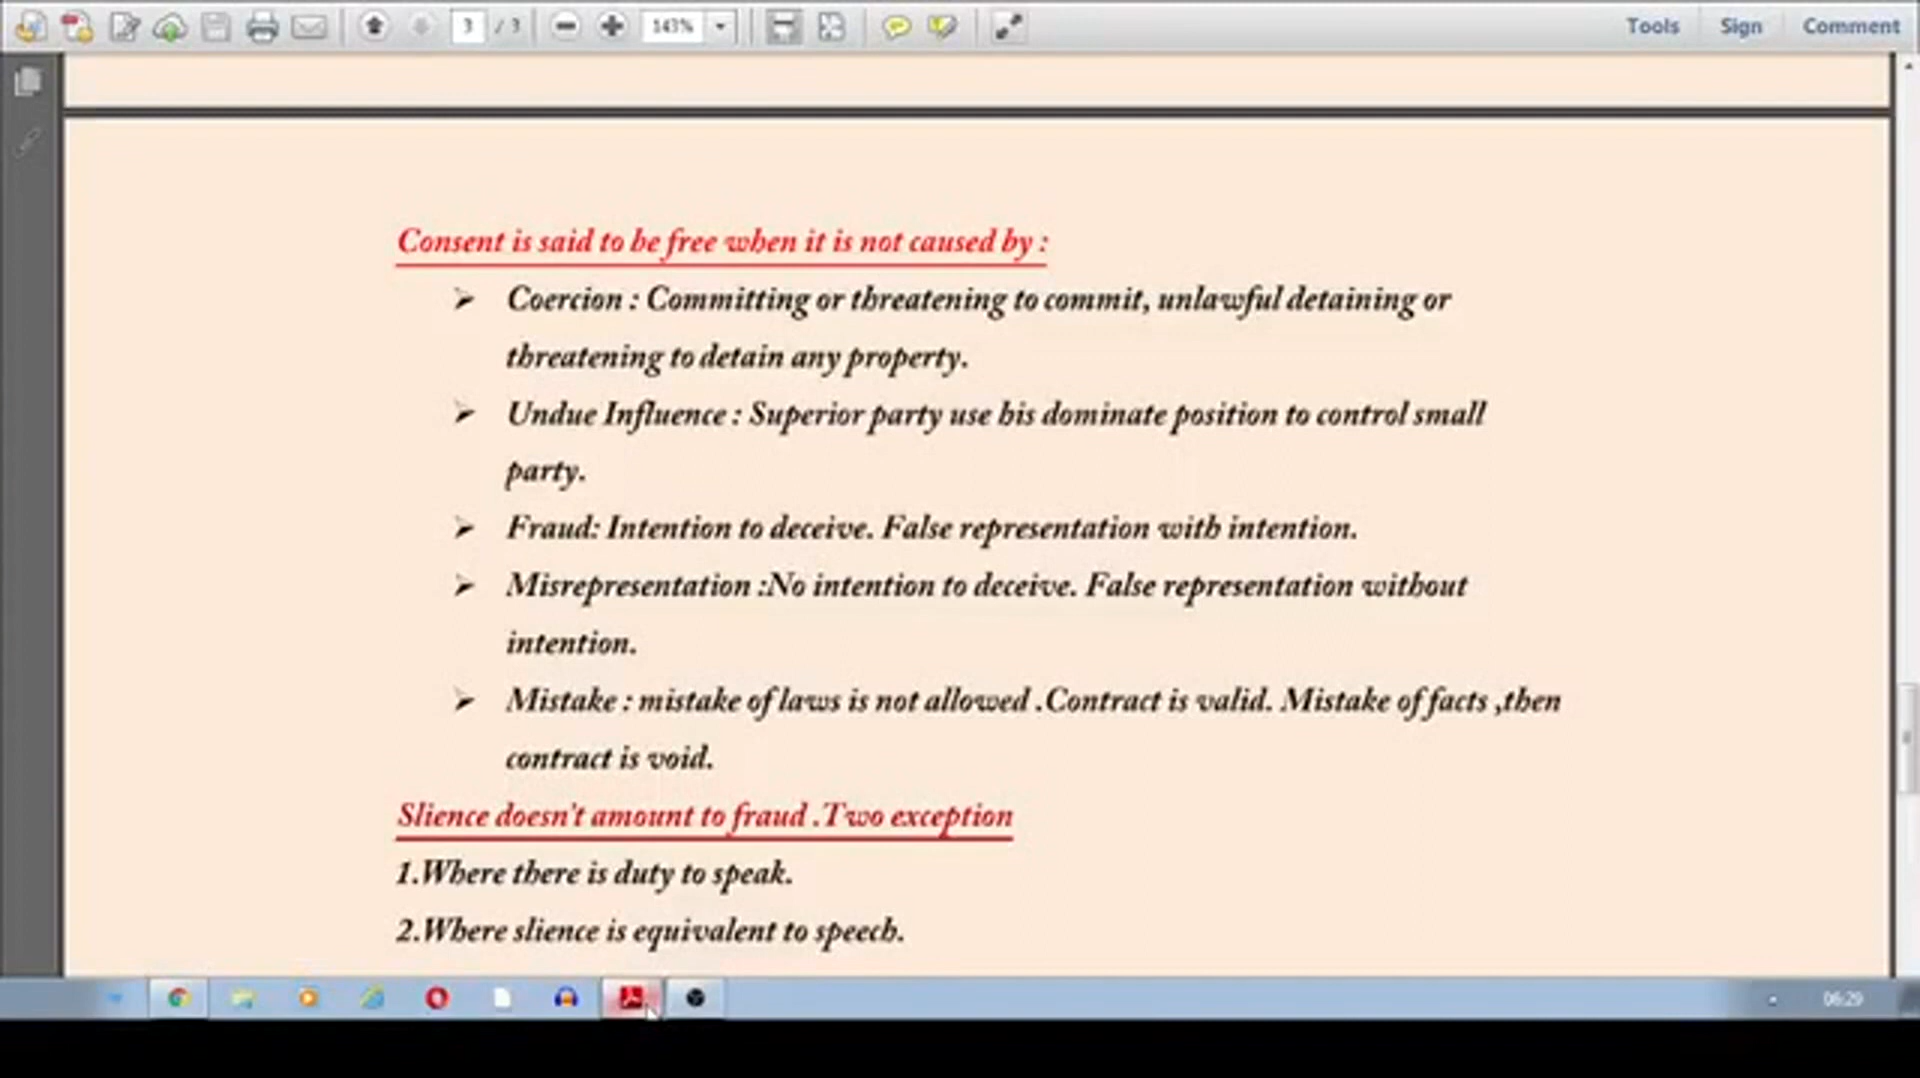 3 / 3 143% Tools Sign Comment
Consent is said to be free when it is not caused by :
➢ Coercion : Committing or threatening to commit, unlawful detaining or
threatening to detain any property.
➢ Undue Influence : Superior party use his dominate position to control small
party.
➢ Fraud: Intention to deceive. False representation with intention.
➢ Misrepresentation :No intention to deceive. False representation without
intention.
➢ Mistake : mistake of laws is not allowed .Contract is valid. Mistake of facts ,then
contract is void.
Slience doesn't amount to fraud .Two exception
1.Where there is duty to speak.
2.Where slience is equivalent to speech.
06:29